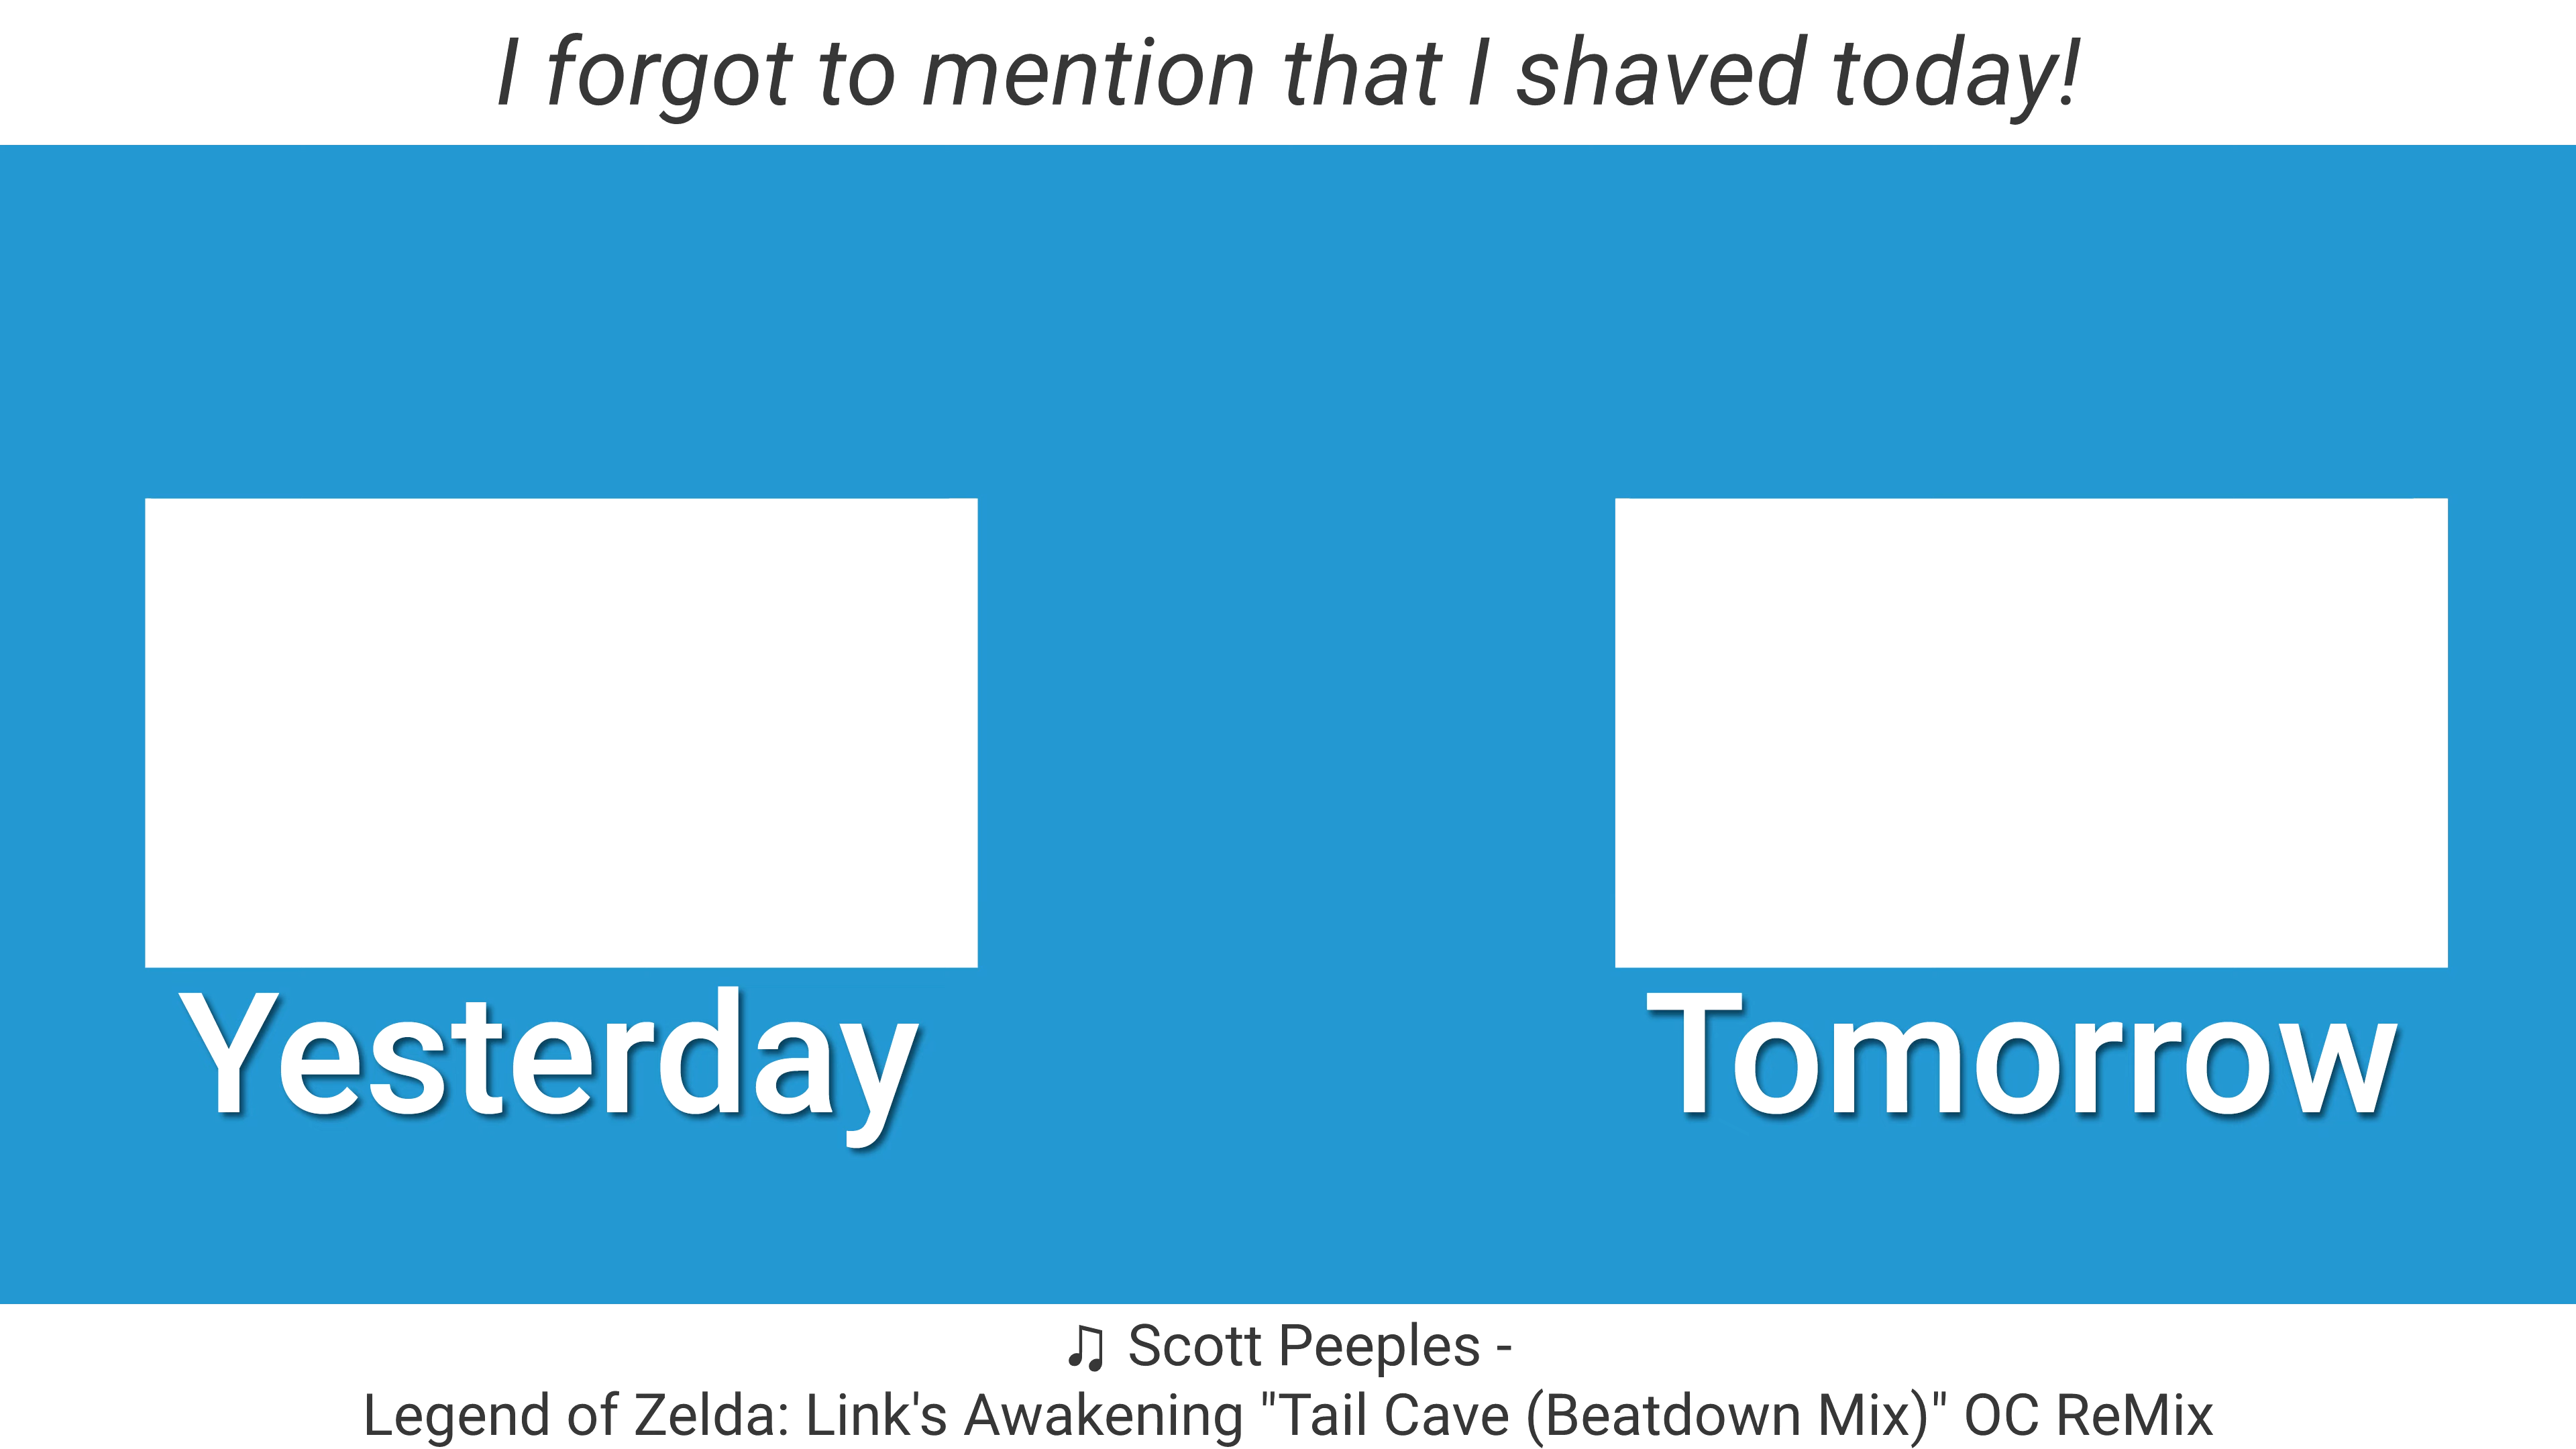 I forgot to mention that I shaved today!
Yesterday
Tomorrow
♫ Scott Peeples -
Legend of Zelda: Link's Awakening "Tail Cave (Beatdown Mix)" OC ReMix